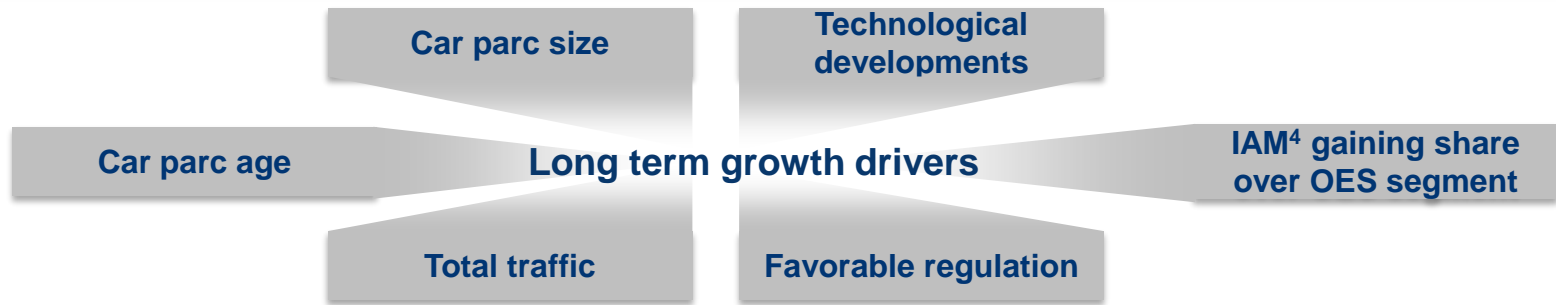 Car parc size
Technological
developments
Car parc age
Long term growth drivers
IAM⁴ gaining share
over OES segment
Total traffic
Favorable regulation